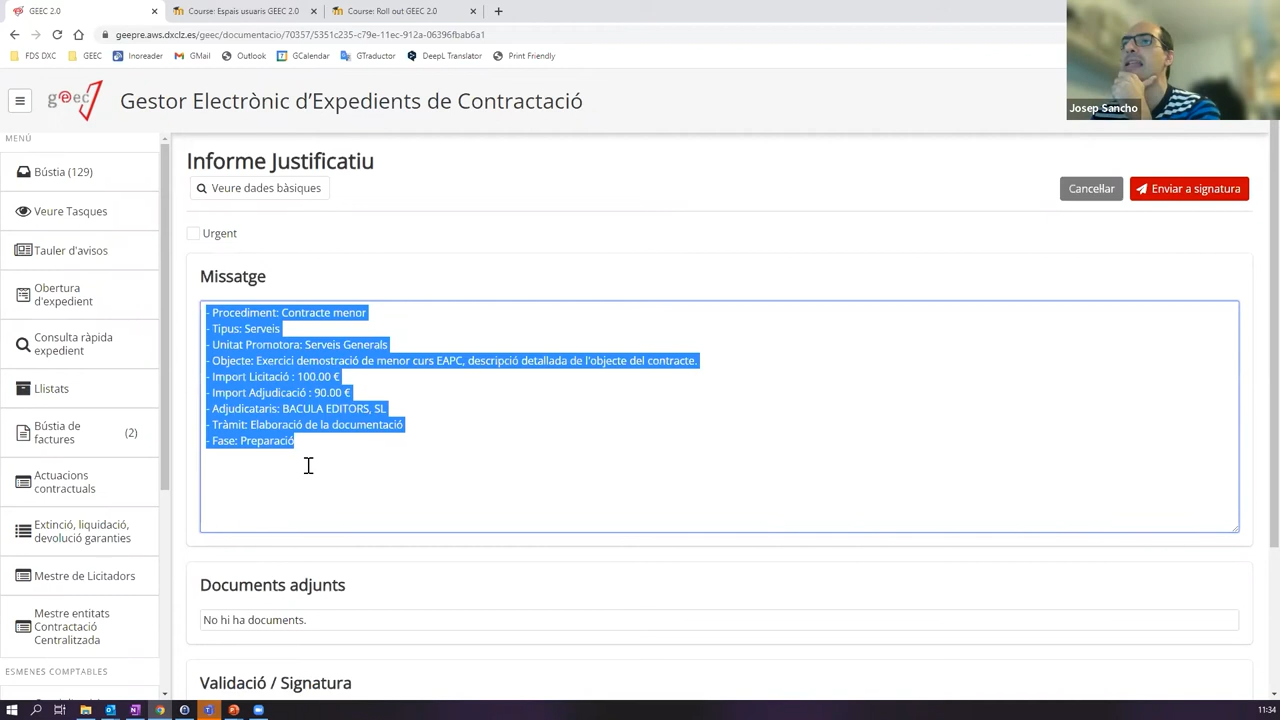 GEEC 2.0
Course: Espais usuaris GEEC 2.0
Course: Roll out GEEC 2.0
geepre.aws.dxclz.es/geec/documentacio/70357/5351c235-c79e-11ec-912a-06396fbab6a1
FDS DXC
GEEC
Inoreader
GMail
Outlook
GCalendar
GTraductor
DeepL Translator
Print Friendly
geec
Gestor Electrònic d'Expedients de Contractació
Josep Sancho
MENÚ
Bústia (129)
Veure Tasques
Tauler d'avisos
Obertura
d'expedient
Consulta ràpida
expedient
Llistats
Bústia de
factures
(2)
Actuacions
contractuals
Extinció, liquidació,
devolució garanties
Mestre de Licitadors
Mestre entitats
Contractació
Centralitzada
ESMENES COMPTABLES
Informe Justificatiu
Veure dades bàsiques
Cancel·lar
Enviar a signatura
Urgent
Missatge
- Procediment: Contracte menor
- Tipus: Serveis
- Unitat Promotora: Serveis Generals
- Objecte: Exercici demostració de menor curs EAPC, descripció detallada de l'objecte del contracte.
- Import Licitació : 100.00 €
- Import Adjudicació : 90.00 €
- Adjudicataris: BACULA EDITORS, SL
- Tràmit: Elaboració de la documentació
- Fase: Preparació
Documents adjunts
No hi ha documents.
Validació / Signatura
11:34